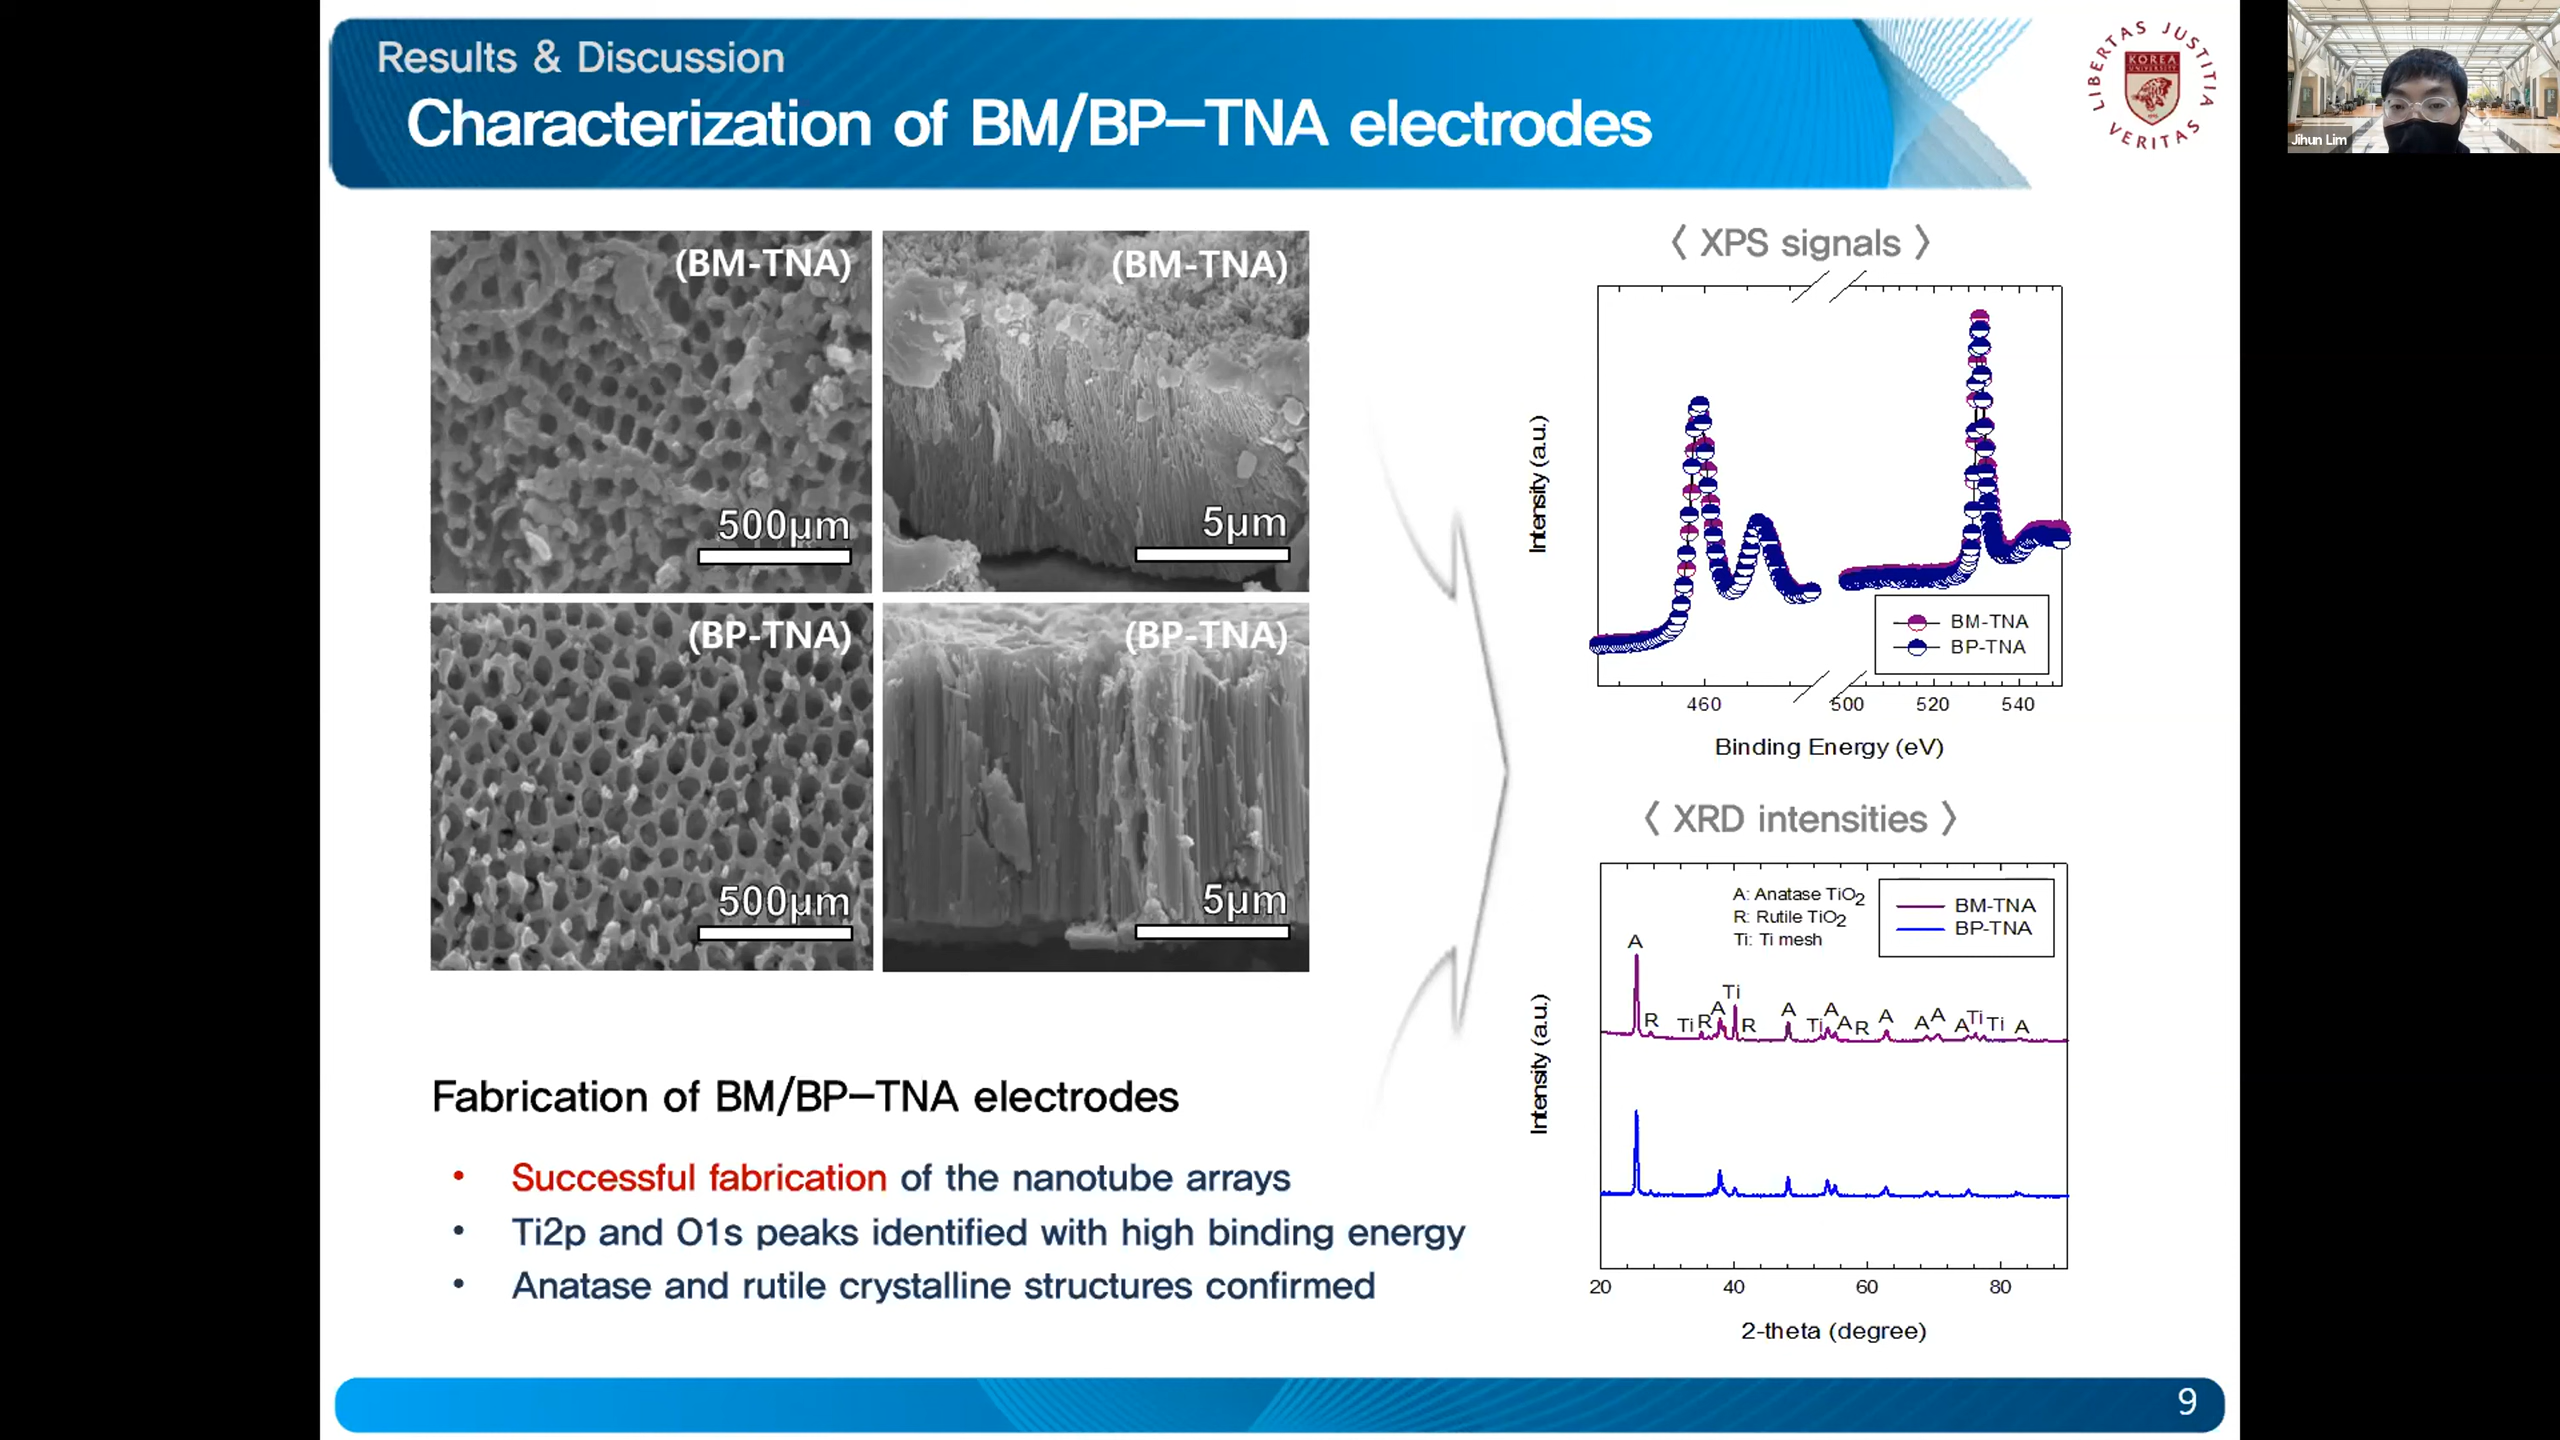 Results & Discussion
Characterization of BM/BP–TNA electrodes
LIBERTAS JUSTITIA VERITAS
KOREA
UNIVERSITY
Jihun Lim
(BM-TNA)
500μm
(BM-TNA)
5μm
(BP-TNA)
500μm
(BP-TNA)
5μm
〈 XPS signals 〉
Intensity (a.u.)
BM-TNA
BP-TNA
460 500 520 540
Binding Energy (eV)
〈 XRD intensities 〉
Intensity (a.u.)
A: Anatase TiO2
R: Rutile TiO2
Ti: Ti mesh
BM-TNA
BP-TNA
A R Ti R A Ti R A Ti A A R A A A A Ti Ti A
20 40 60 80
2-theta (degree)
Fabrication of BM/BP–TNA electrodes
• Successful fabrication of the nanotube arrays
• Ti2p and O1s peaks identified with high binding energy
• Anatase and rutile crystalline structures confirmed
9